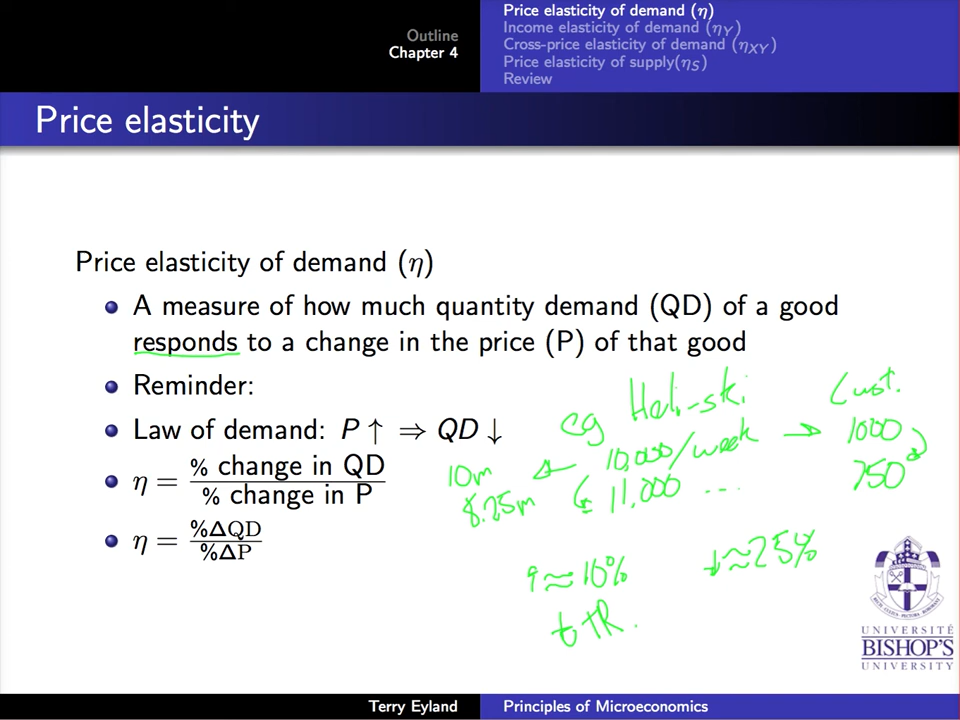 Outline
Chapter 4
Price elasticity of demand (η)
Income elasticity of demand (η_Y)
Cross-price elasticity of demand (η_XY)
Price elasticity of supply(η_S)
Review
Price elasticity
Price elasticity of demand (η)
A measure of how much quantity demand (QD) of a good
responds to a change in the price (P) of that good
Reminder:
Law of demand: P ↑ ⇒ QD ↓
η = % change in QD / % change in P
η = %ΔQD / %ΔP
eg Heli-ski Cust.
10m ← 10,000/week → 1000
8.25m ← 11,000 ... 750
↑ ≈ 10% ↓ ≈ 25%
↓ TR.
UNIVERSITÉ
BISHOP'S
UNIVERSITY
Terry Eyland
Principles of Microeconomics